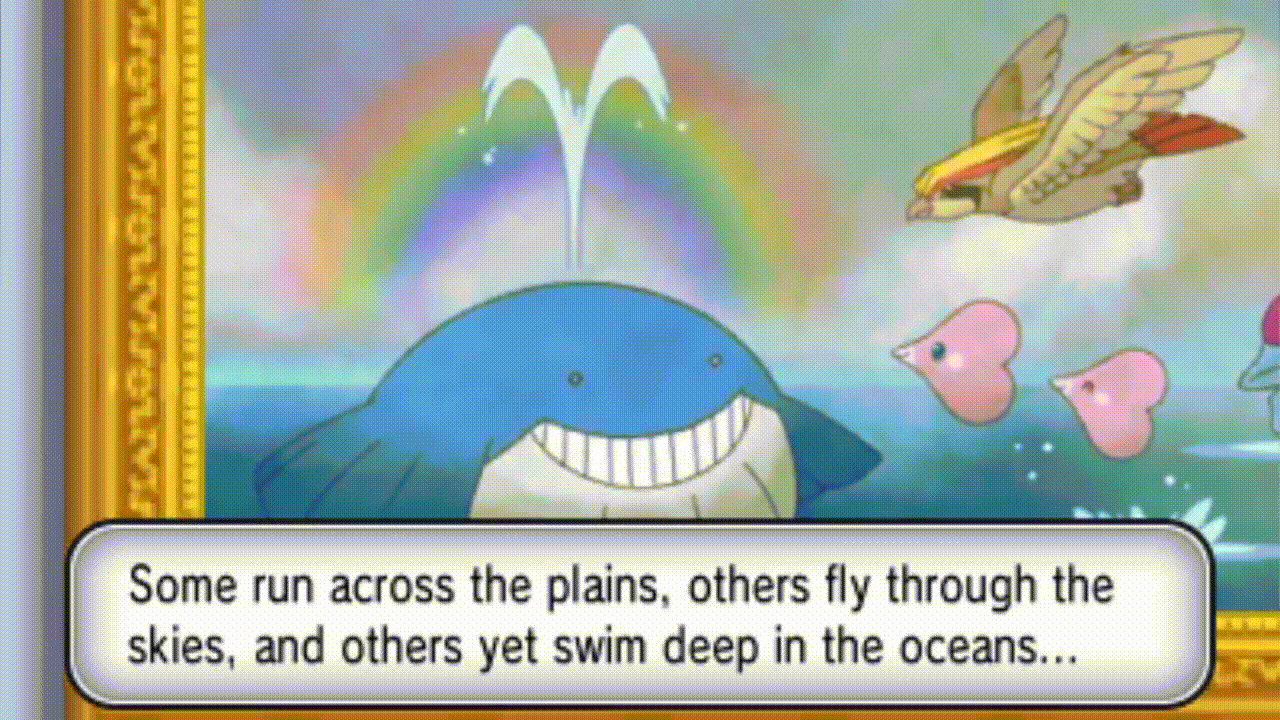 Some run across the plains, others fly through the
skies, and others yet swim deep in the oceans...